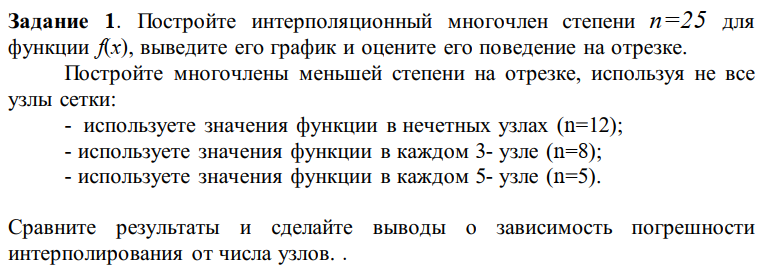 Задание 1. Постройте интерполяционный многочлен степени n=25 для
функции f(x), выведите его график и оцените его поведение на отрезке.
Постройте многочлены меньшей степени на отрезке, используя не все
узлы сетки:
- используете значения функции в нечетных узлах (n=12);
- используете значения функции в каждом 3- узле (n=8);
- используете значения функции в каждом 5- узле (n=5).
Сравните результаты и сделайте выводы о зависимость погрешности
интерполирования от числа узлов. .